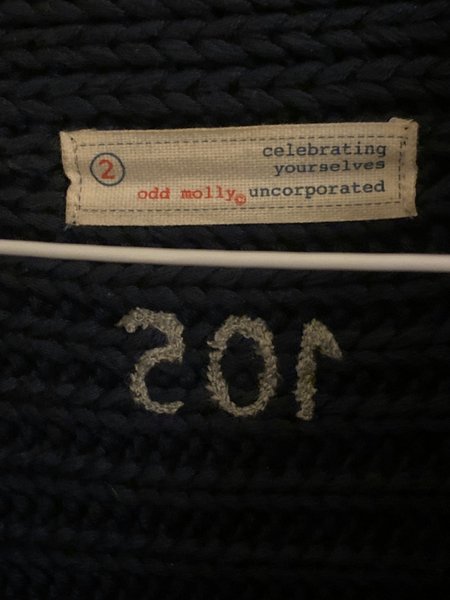 2
celebrating
yourselves
odd molly© uncorporated
105